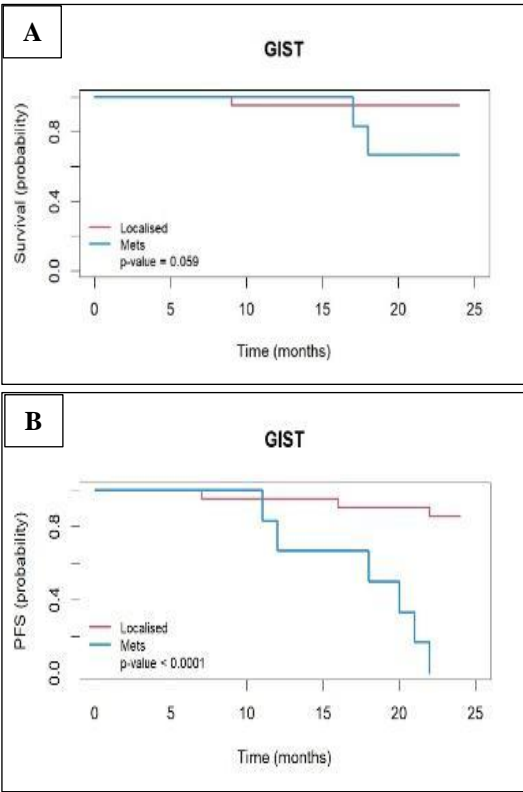 A
GIST
Survival (probability)
0.8
0.4
0.0
Localised
Mets
p-value = 0.059
0 5 10 15 20 25
Time (months)
B
GIST
PFS (probability)
0.8
0.4
0.0
Localised
Mets
p-value < 0.0001
0 5 10 15 20 25
Time (months)